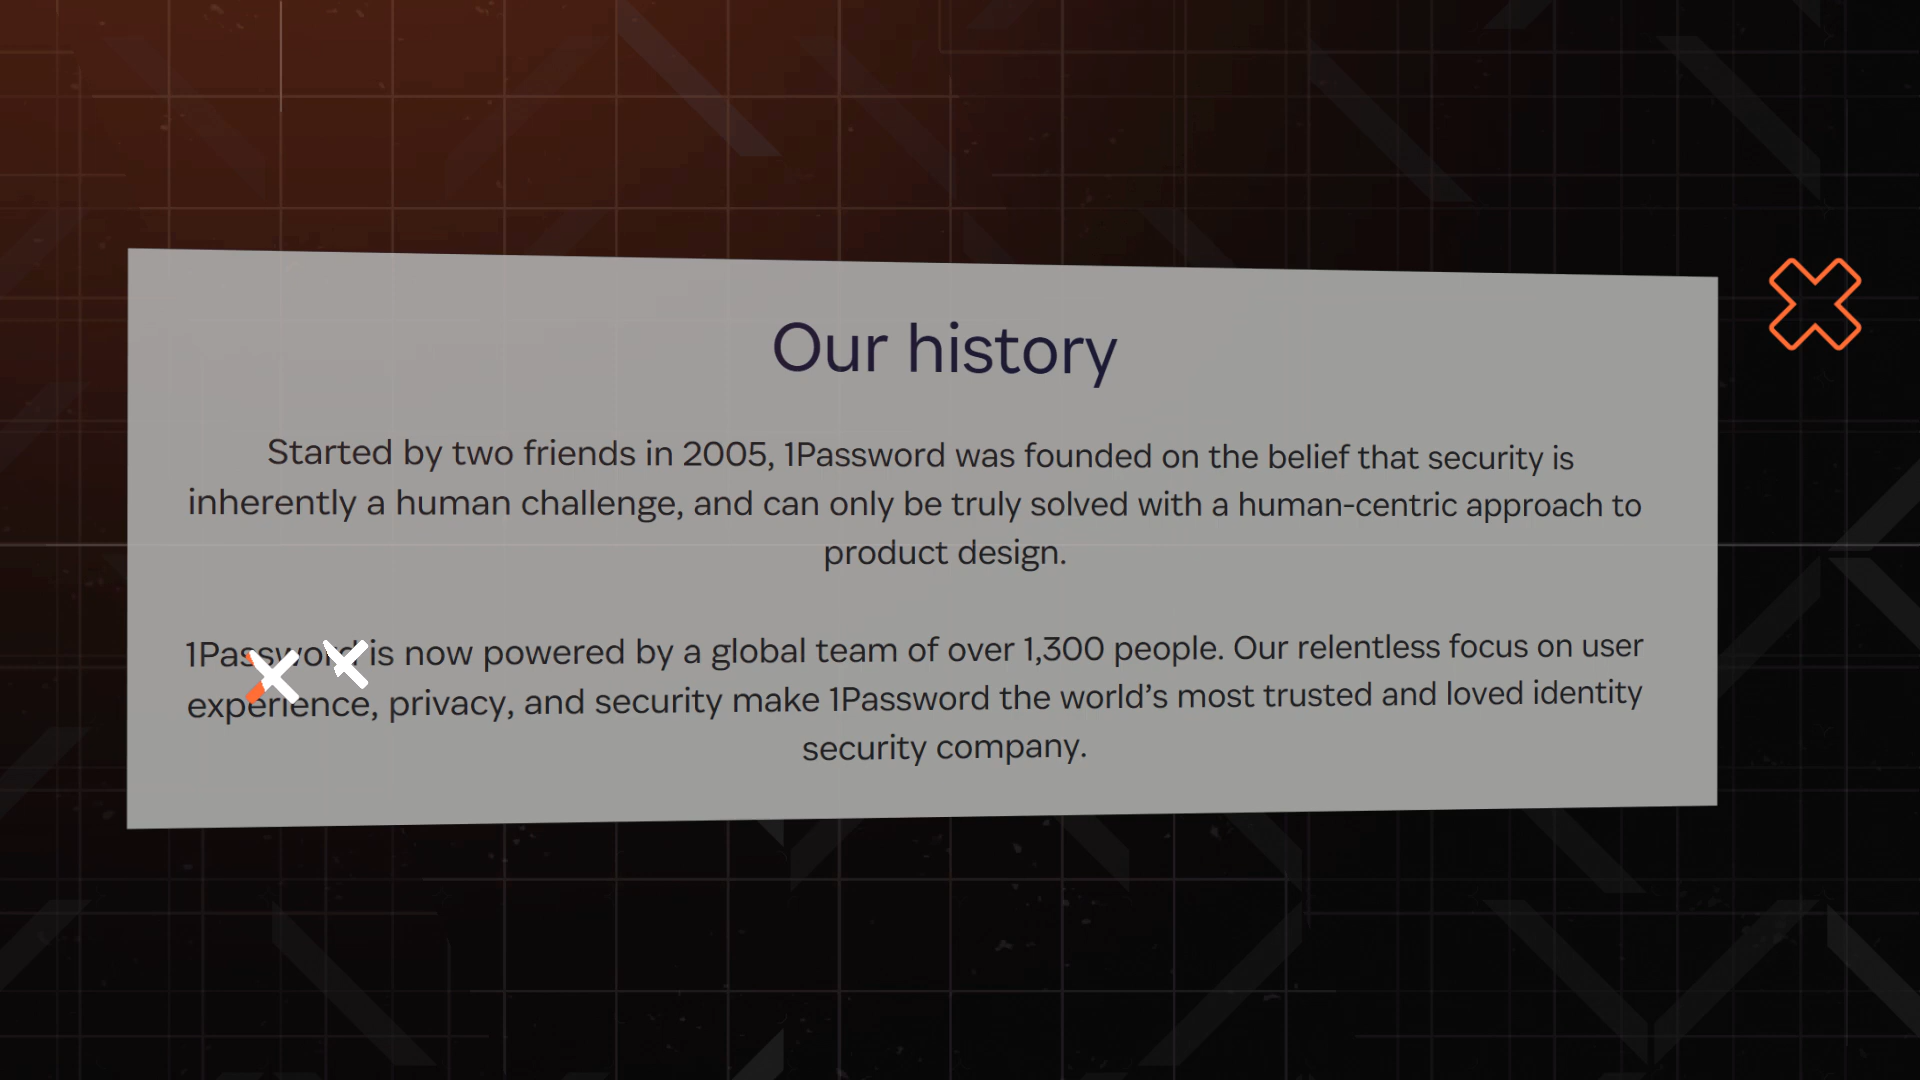 Our history
Started by two friends in 2005, 1Password was founded on the belief that security is
inherently a human challenge, and can only be truly solved with a human-centric approach to
product design.
1Password is now powered by a global team of over 1,300 people. Our relentless focus on user
experience, privacy, and security make 1Password the world’s most trusted and loved identity
security company.